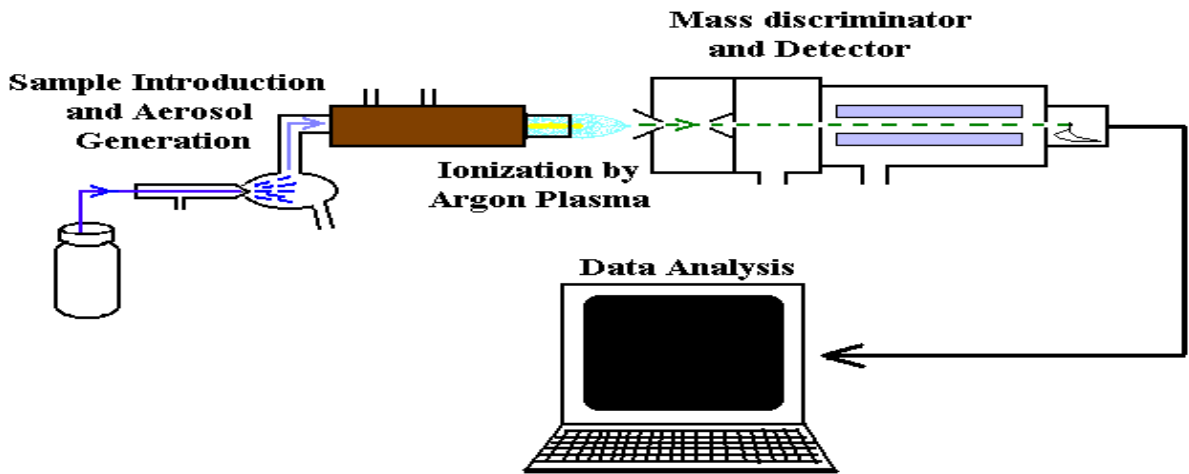 Mass discriminator
and Detector
Sample Introduction
and Aerosol
Generation
Ionization by
Argon Plasma
Data Analysis